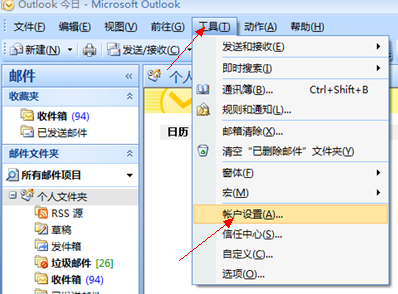 Outlook 今日 - Microsoft Outlook
文件(F) 编辑(E) 视图(V) 前往(G) 工具(T) 动作(A) 帮助(H)
新建(N) 发送/接收(C)
邮件
收藏夹
收件箱 (94)
已发送邮件
邮件文件夹
所有邮件项目
个人文件夹
RSS 源
草稿
发件箱
垃圾邮件 [26]
收件箱 (94)
个人
日历
发送和接收(E)
即时搜索(I)
通讯簿(B)... Ctrl+Shift+B
规则和通知(L)...
邮箱清除(X)...
清空“已删除邮件”文件夹(Y)
窗体(F)
宏(M)
帐户设置(A)...
信任中心(S)...
自定义(C)...
选项(O)...